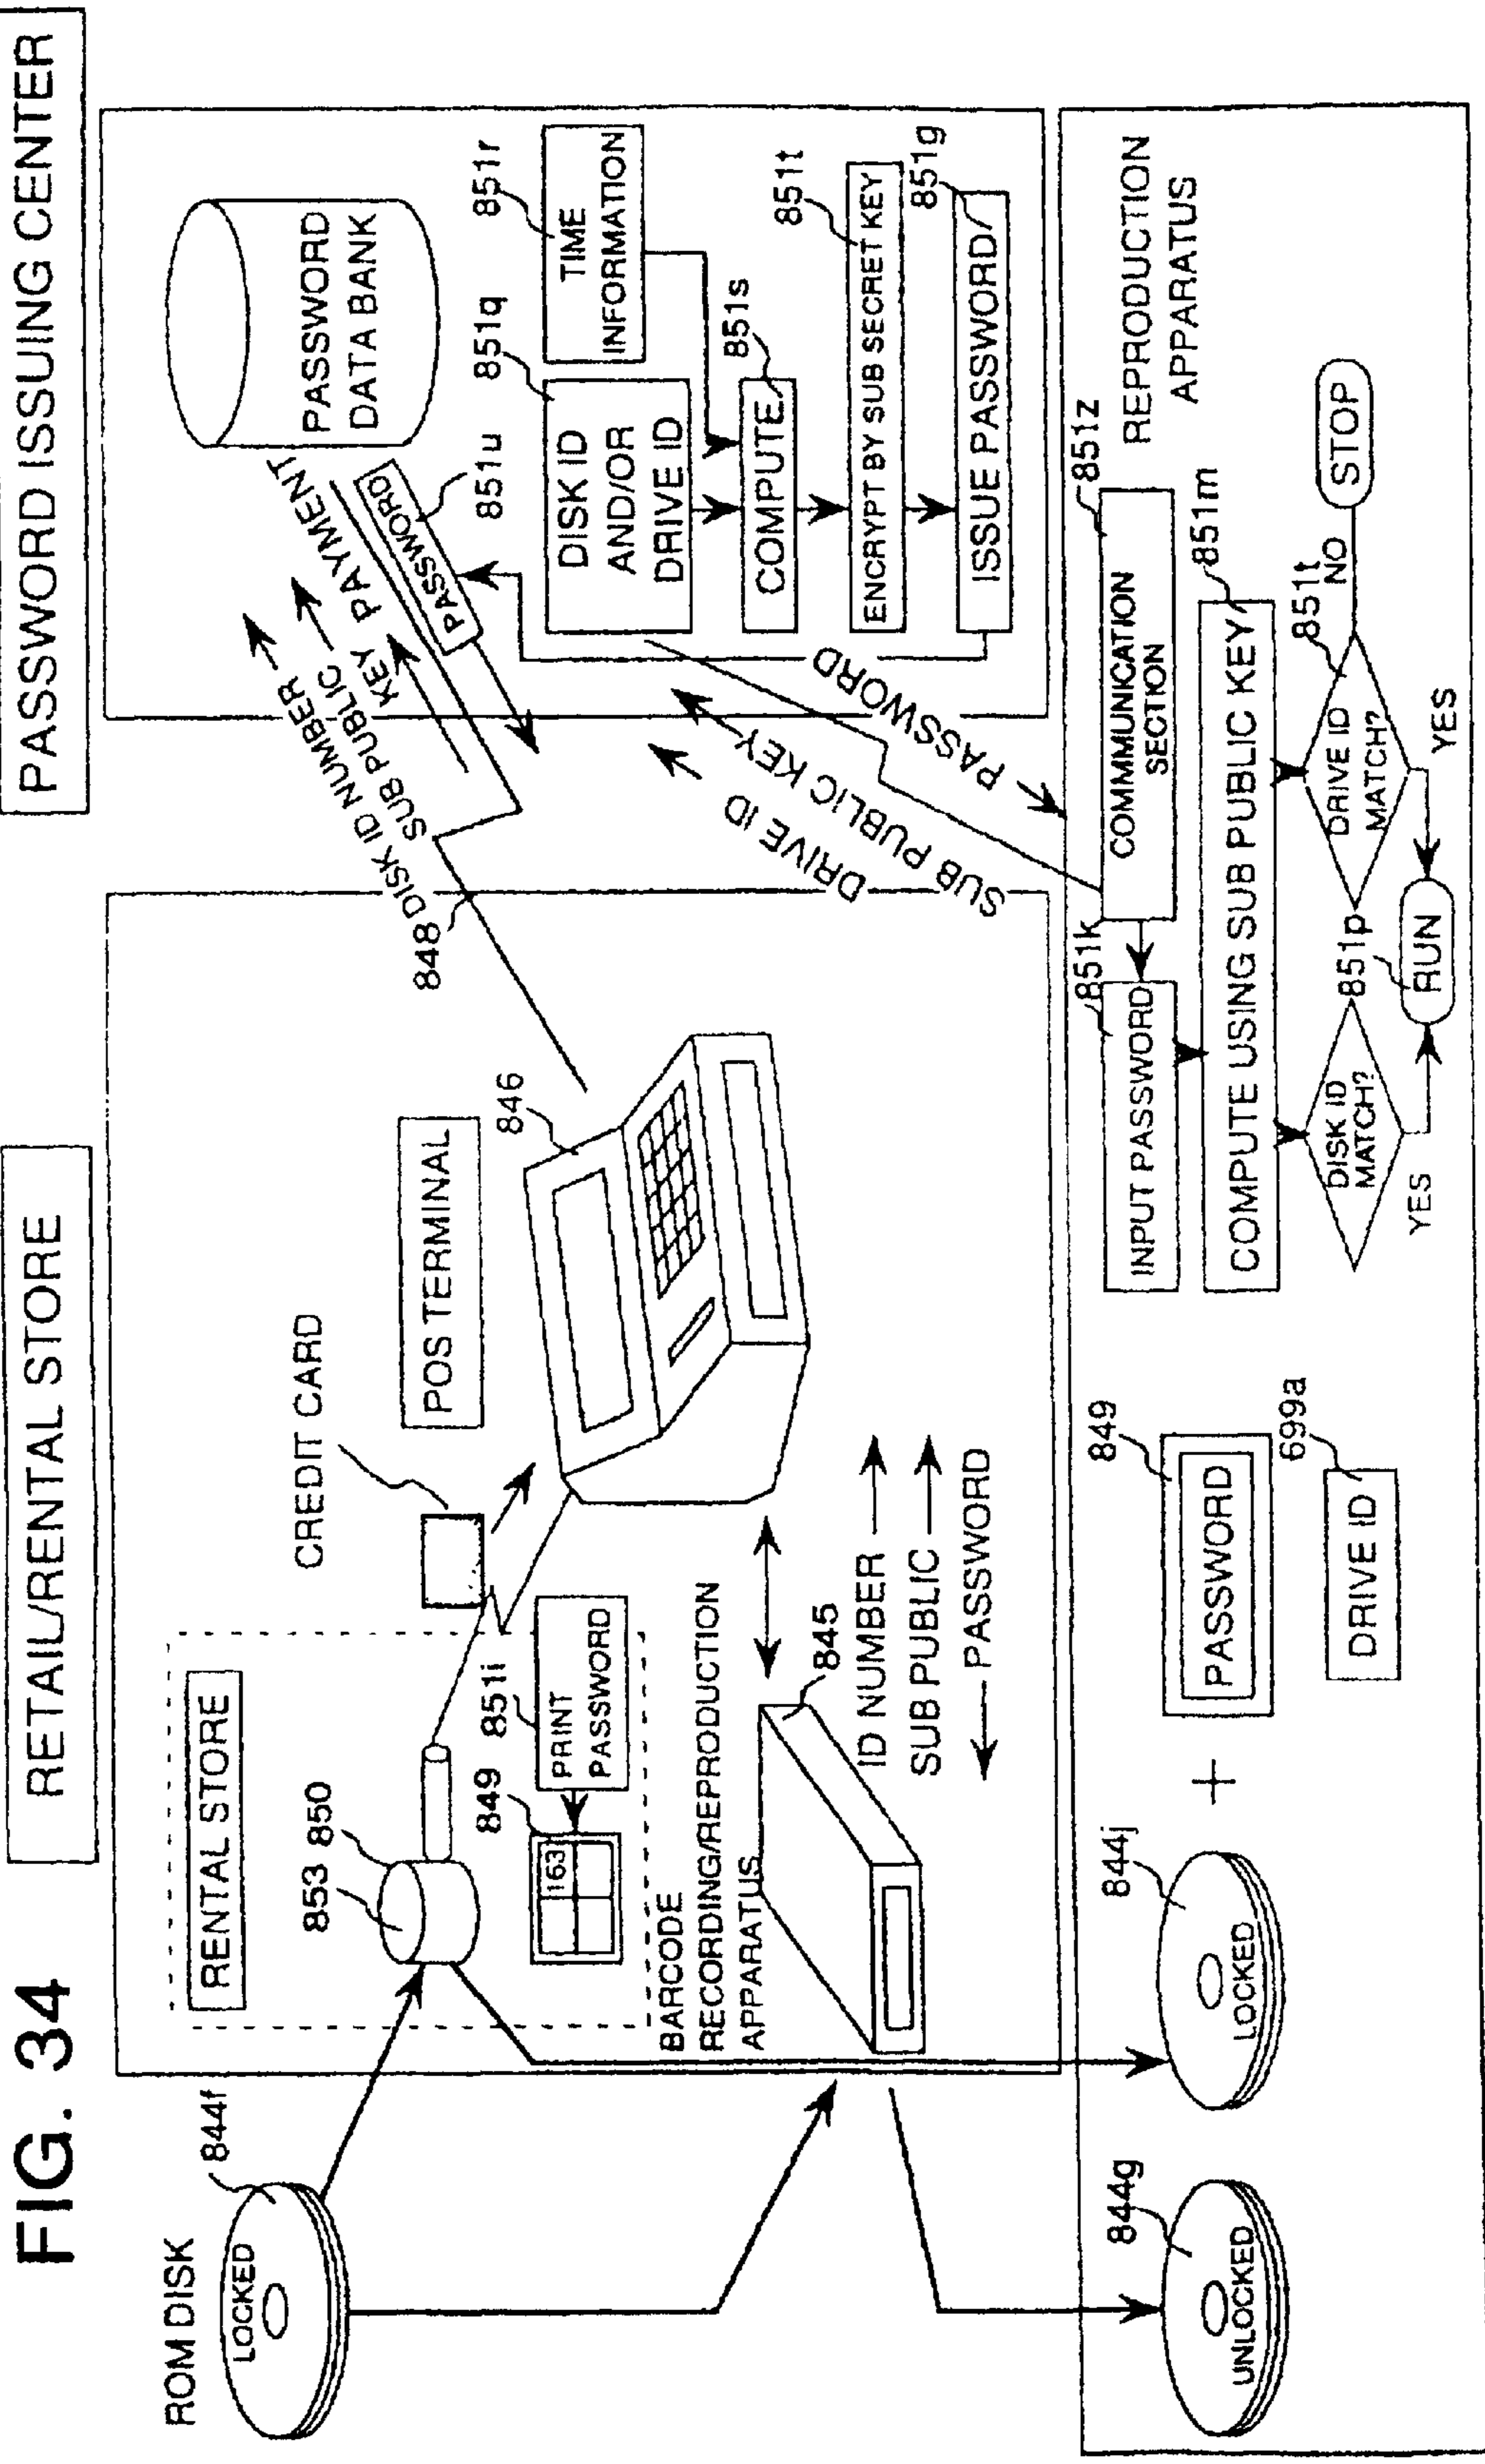 FIG. 34
RETAIL/RENTAL STORE
PASSWORD ISSUING CENTER
ROM DISK
844f
LOCKED
RENTAL STORE
853
850
849
163
851i
PRINT
PASSWORD
CREDIT CARD
POS TERMINAL
846
BARCODE
RECORDING/REPRODUCTION
APPARATUS
845
ID NUMBER
SUB PUBLIC
PASSWORD
848
DISK ID NUMBER
SUB PUBLIC
KEY
PAYMENT
PASSWORD
851u
PASSWORD
DATA BANK
851q
DISK ID
AND/OR
DRIVE ID
851r
TIME
INFORMATION
851s
COMPUTE
851t
ENCRYPT BY SUB SECRET KEY
851g
ISSUE PASSWORD
DRIVE ID
SUB PUBLIC KEY
PASSWORD
844g
UNLOCKED
844j
LOCKED
+
849
PASSWORD
699a
DRIVE ID
REPRODUCTION
APPARATUS
851z
COMMMUNICATION
SECTION
851k
INPUT PASSWORD
851m
COMPUTE USING SUB PUBLIC KEY
DISK ID
MATCH?
YES
851p
RUN
DRIVE ID
MATCH?
851t
NO
STOP
YES